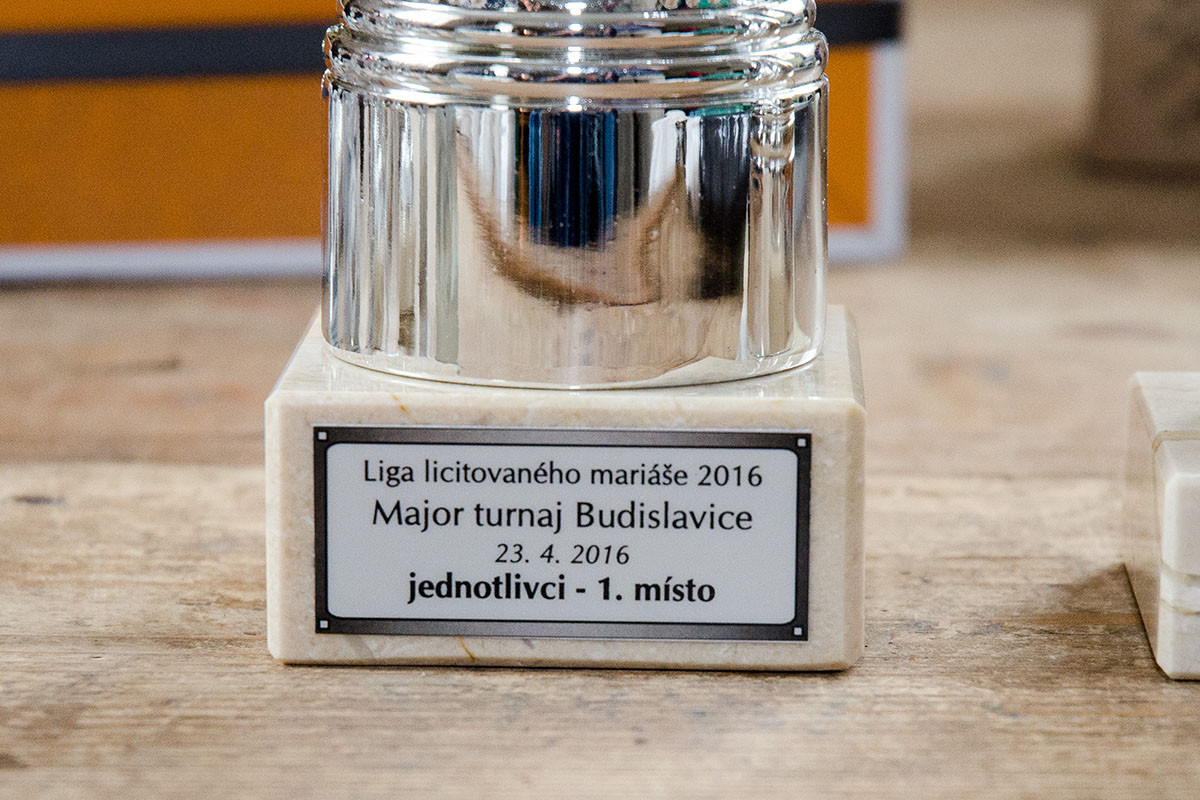 Liga licitovaného mariáše 2016
Major turnaj Budislavice
23. 4. 2016
jednotlivci - 1. místo